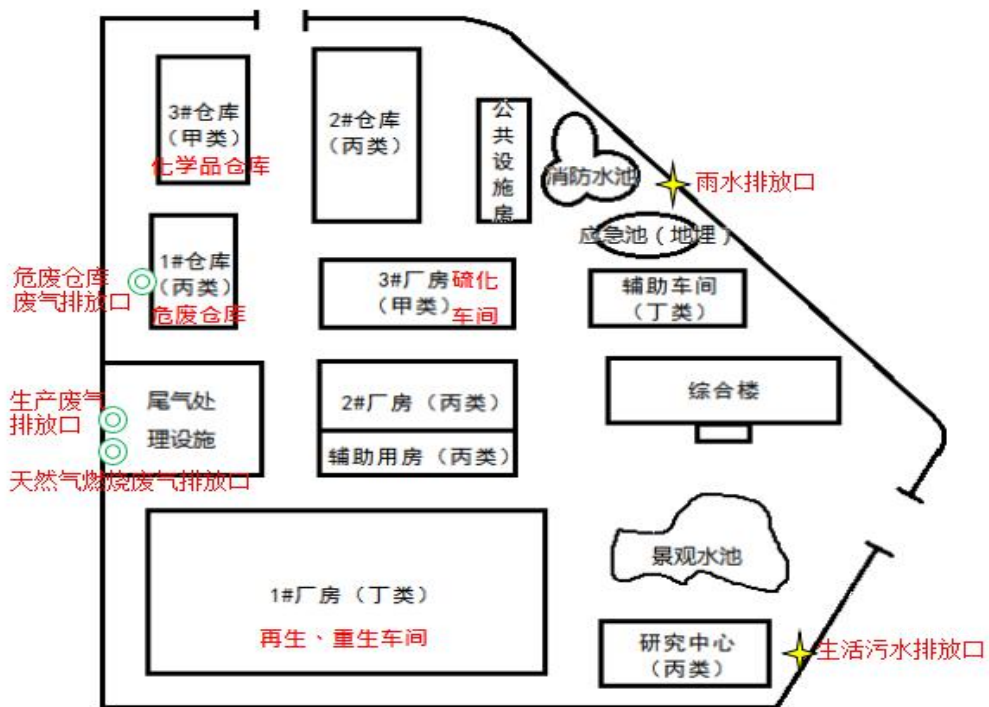 3#仓库
（甲类）
化学品仓库
2#仓库
（丙类）
公
共
设
施
房
消防水池
雨水排放口
应急池（地埋）
1#仓库
（丙类）
危废仓库
危废仓库
废气排放口
3#厂房硫化
（甲类）车间
辅助车间
（丁类）
生产废气
排放口
尾气处
理设施
天然气燃烧废气排放口
2#厂房（丙类）
辅助用房（丙类）
综合楼
景观水池
1#厂房（丁类）
再生、重生车间
研究中心
（丙类）
生活污水排放口